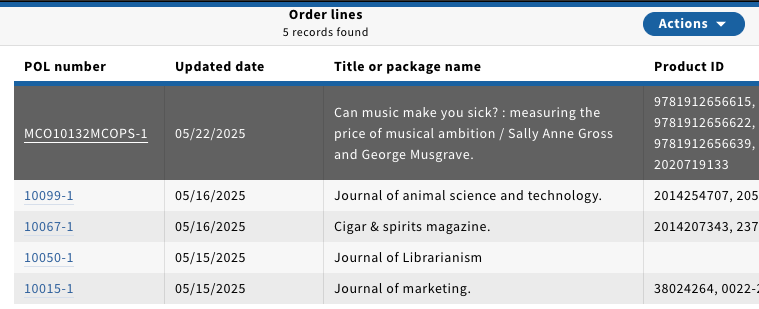 Order lines
5 records found
Actions
POL number Updated date Title or package name Product ID
MCO10132MCOPS-1 05/22/2025 Can music make you sick? : measuring the price of musical ambition / Sally Anne Gross and George Musgrave. 9781912656615, 9781912656622, 9781912656639, 2020719133
10099-1 05/16/2025 Journal of animal science and technology. 2014254707, 205
10067-1 05/16/2025 Cigar & spirits magazine. 2014207343, 237
10050-1 05/15/2025 Journal of Librarianism
10015-1 05/15/2025 Journal of marketing. 38024264, 0022-2